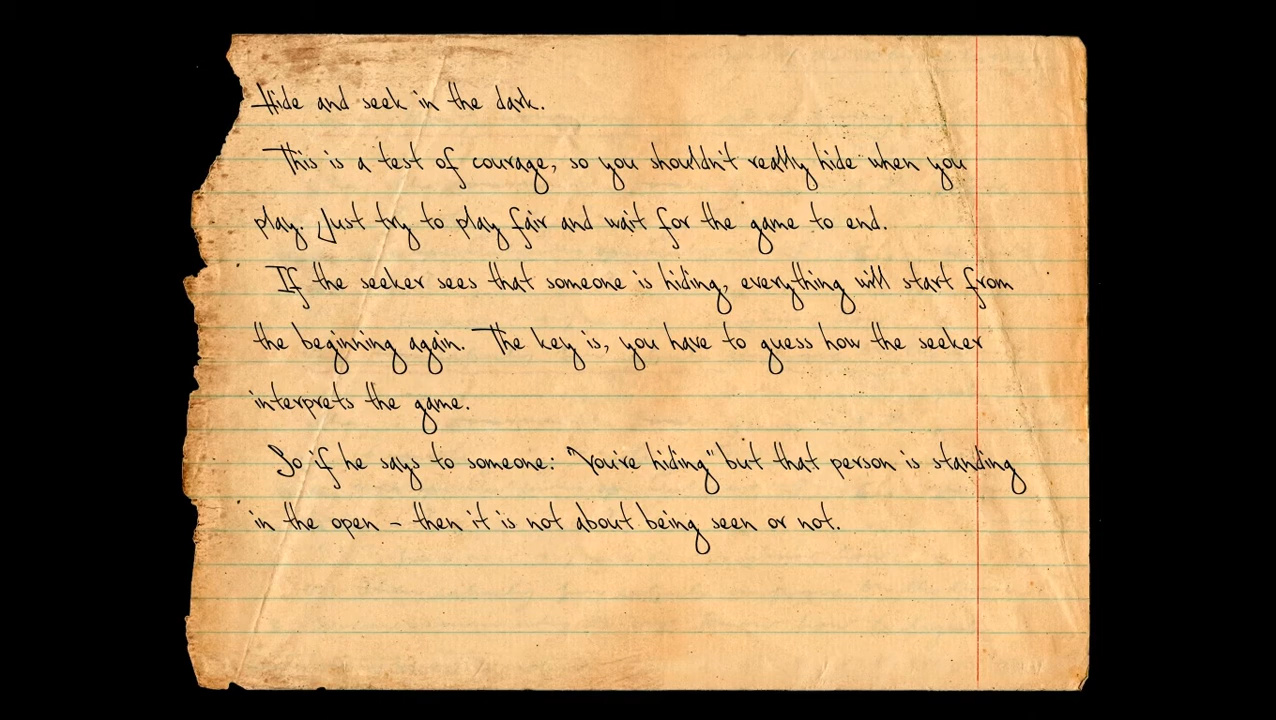 Hide and seek in the dark.
This is a test of courage, so you shouldn't really hide when you
play. Just try to play fair and wait for the game to end.
If the seeker sees that someone is hiding, everything will start from
the beginning again. The key is, you have to guess how the seeker
interprets the game.
So if he says to someone: "You're hiding" but that person is standing
in the open - then it is not about being seen or not.